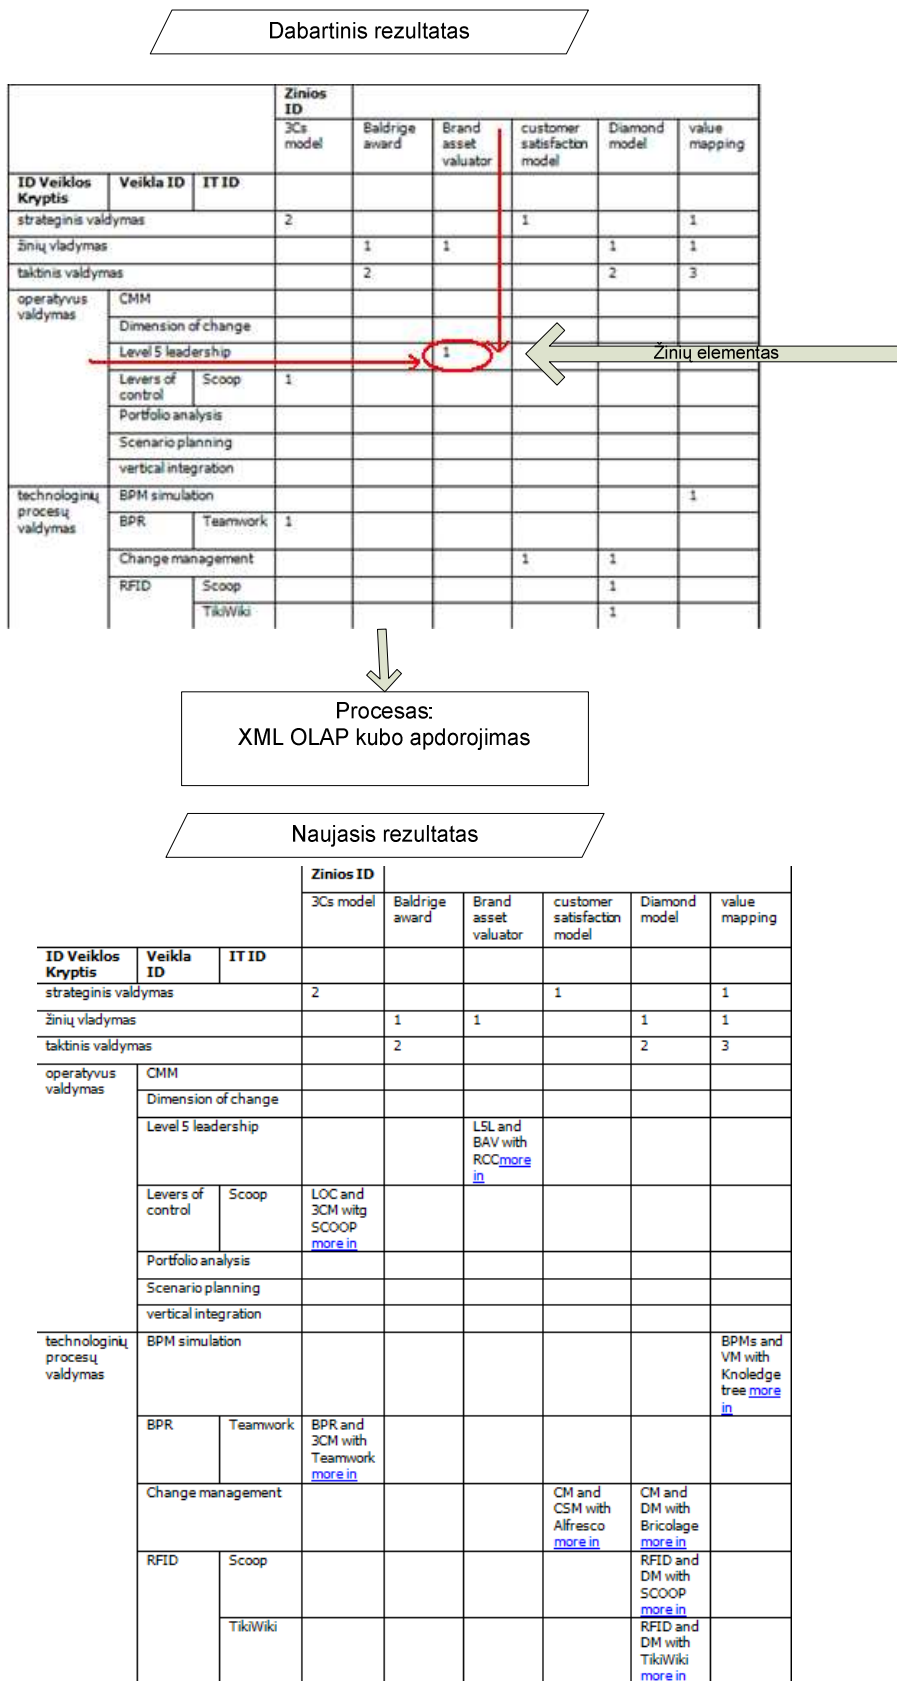 Dabartinis rezultatas
Zinios
ID
3Cs
model
Baldrige
award
Brand
asset
valuator
customer
satisfaction
model
Diamond
model
value
mapping
ID Veiklos
Kryptis
Veikla ID
IT ID
strateginis valdymas
2
1
1
žinių vladymas
1
1
1
1
taktinis valdymas
2
2
3
operatyvus
valdymas
CMM
Dimension of change
Level 5 leadership
1
Žinių elementas
Levers of
control
Scoop
1
Portfolio analysis
Scenario planning
vertical integration
technologinių
procesų
valdymas
BPM simulation
1
BPR
Teamwork
1
Change management
1
1
RFID
Scoop
1
TikiWiki
1
Procesas:
XML OLAP kubo apdorojimas
Naujasis rezultatas
Zinios ID
3Cs model
Baldrige
award
Brand
asset
valuator
customer
satisfaction
model
Diamond
model
value
mapping
ID Veiklos
Kryptis
Veikla
ID
IT ID
strateginis valdymas
2
1
1
žinių vladymas
1
1
1
1
taktinis valdymas
2
2
3
operatyvus
valdymas
CMM
Dimension of change
Level 5 leadership
L5L and
BAV with
RCCmore
in
Levers of
control
Scoop
LOC and
3CM witg
SCOOP
more in
Portfolio analysis
Scenario planning
vertical integration
technologinių
procesų
valdymas
BPM simulation
BPMs and
VM with
Knoledge
tree more
in
BPR
Teamwork
BPR and
3CM with
Teamwork
more in
Change management
CM and
CSM with
Alfresco
more in
CM and
DM with
Bricolage
more in
RFID
Scoop
RFID and
DM with
SCOOP
more in
TikiWiki
RFID and
DM with
TikiWiki
more in